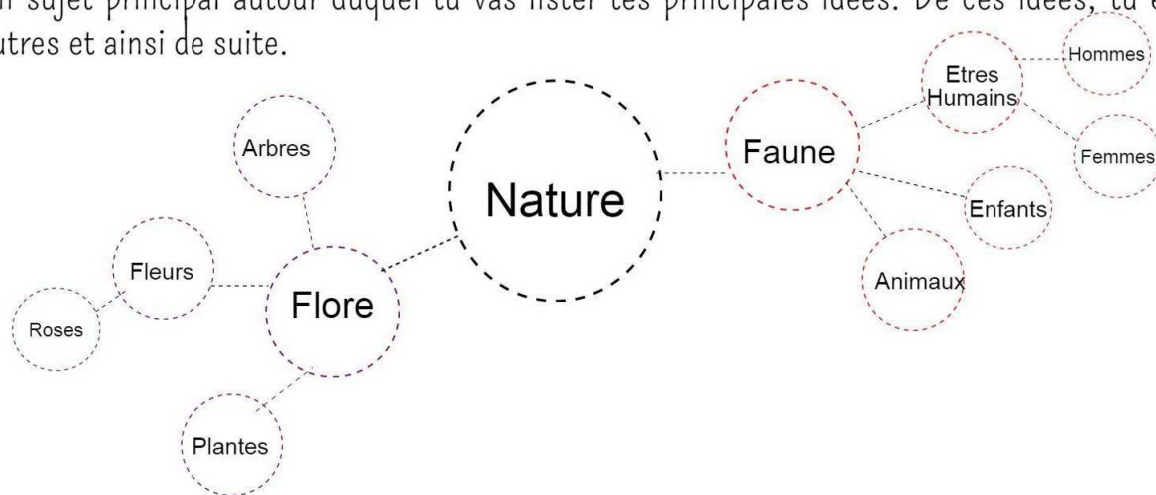 n sujet principal autour duquel tu vas lister tes principales idées. De ces idées, tu e
utres et ainsi de suite.
Hommes
Etres
Humains
Arbres
Faune
Femmes
Nature
Enfants
Fleurs
Animaux
Flore
Roses
Plantes